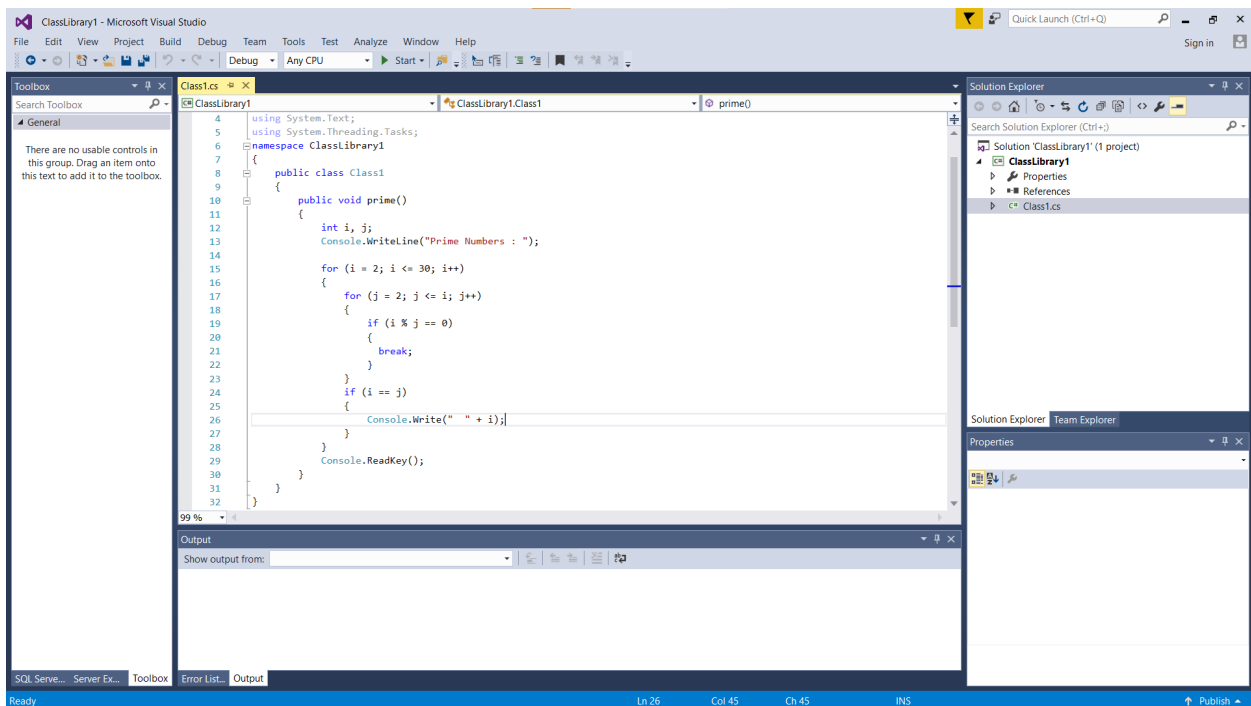 ClassLibrary1 - Microsoft Visual Studio
Quick Launch (Ctrl+Q)
File Edit View Project Build Debug Team Tools Test Analyze Window Help
Sign in
Debug Any CPU Start
Toolbox
Search Toolbox
General
There are no usable controls in
this group. Drag an item onto
this text to add it to the toolbox.
Class1.cs
ClassLibrary1 ClassLibrary1.Class1 prime()
4 using System.Text;
5 using System.Threading.Tasks;
6 namespace ClassLibrary1
7 {
8 public class Class1
9 {
10 public void prime()
11 {
12 int i, j;
13 Console.WriteLine("Prime Numbers : ");
14
15 for (i = 2; i <= 30; i++)
16 {
17 for (j = 2; j <= i; j++)
18 {
19 if (i % j == 0)
20 {
21 break;
22 }
23 }
24 if (i == j)
25 {
26 Console.Write("  " + i);
27 }
28 }
29 Console.ReadKey();
30 }
31 }
32 }
99 %
Output
Show output from:
Solution Explorer
Search Solution Explorer (Ctrl+;)
Solution 'ClassLibrary1' (1 project)
ClassLibrary1
Properties
References
C# Class1.cs
Solution Explorer Team Explorer
Properties
SQL Serve... Server Ex... Toolbox Error List... Output
Ready Ln 26 Col 45 Ch 45 INS Publish